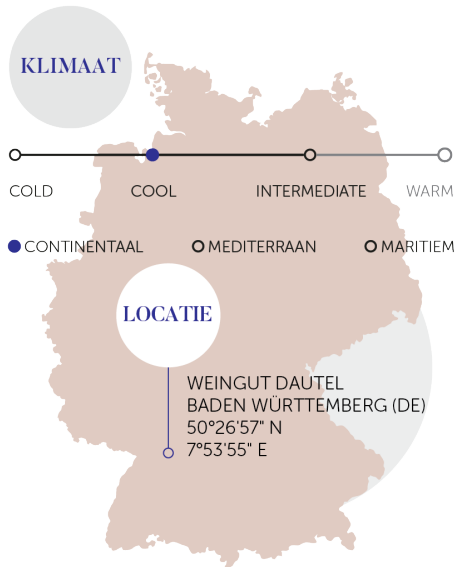 KLIMAAT
COLD COOL INTERMEDIATE WARM
CONTINENTAAL MEDITERRAAN MARITIEM
LOCATIE
WEINGUT DAUTEL
BADEN WÜRTTEMBERG (DE)
50°26'57" N
7°53'55" E